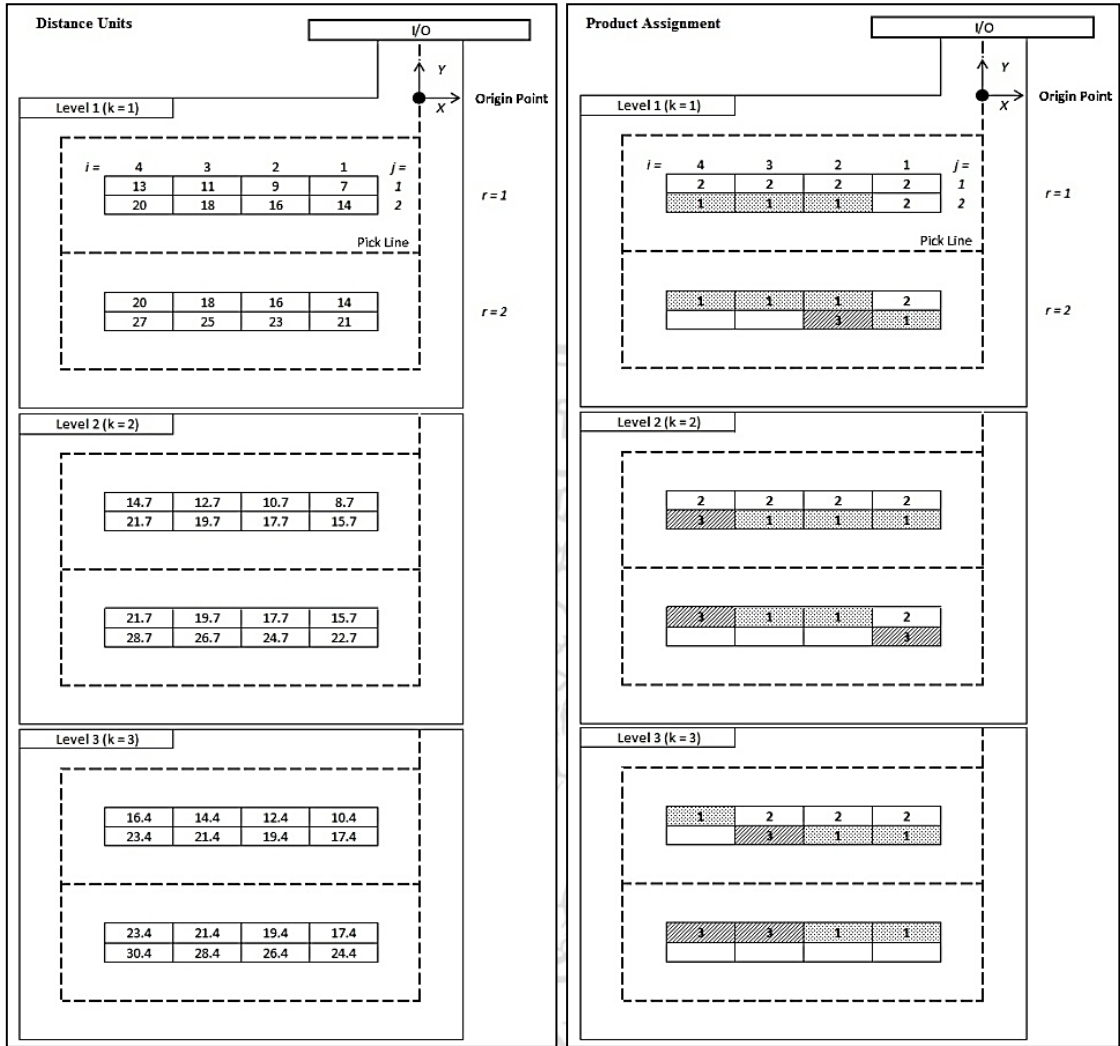 Distance Units
I/O
Y
X
Origin Point
Level 1 (k = 1)
i = 4 3 2 1 j =
13 11 9 7 1
20 18 16 14 2
r = 1
Pick Line
20 18 16 14
27 25 23 21
r = 2
Level 2 (k = 2)
14.7 12.7 10.7 8.7
21.7 19.7 17.7 15.7
21.7 19.7 17.7 15.7
28.7 26.7 24.7 22.7
Level 3 (k = 3)
16.4 14.4 12.4 10.4
23.4 21.4 19.4 17.4
23.4 21.4 19.4 17.4
30.4 28.4 26.4 24.4
Product Assignment
I/O
Y
X
Origin Point
Level 1 (k = 1)
i = 4 3 2 1 j =
2 2 2 2 1
1 1 1 2 2
r = 1
Pick Line
1 1 1 2
3 1
r = 2
Level 2 (k = 2)
2 2 2 2
3 1 1 1
3 1 1 2
3
Level 3 (k = 3)
1 2 2 2
3 1 1
3 3 1 1